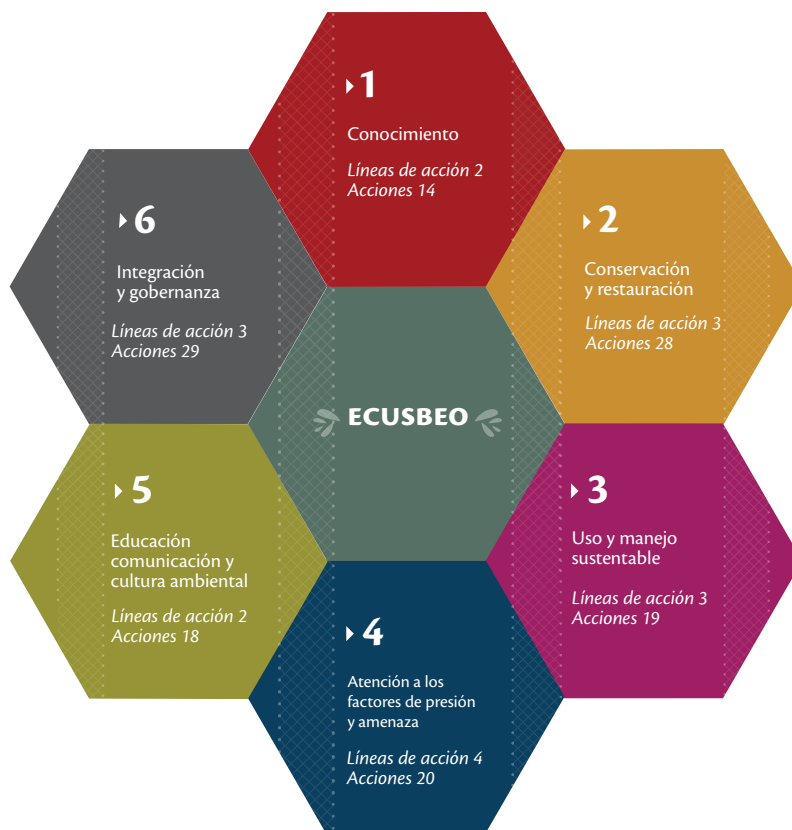 1
Conocimiento
Líneas de acción 2
Acciones 14
2
Conservación
y restauración
Líneas de acción 3
Acciones 28
3
Uso y manejo
sustentable
Líneas de acción 3
Acciones 19
4
Atención a los
factores de presión
y amenaza
Líneas de acción 4
Acciones 20
5
Educación
comunicación y
cultura ambiental
Líneas de acción 2
Acciones 18
6
Integración
y gobernanza
Líneas de acción 3
Acciones 29
ECUSBEO